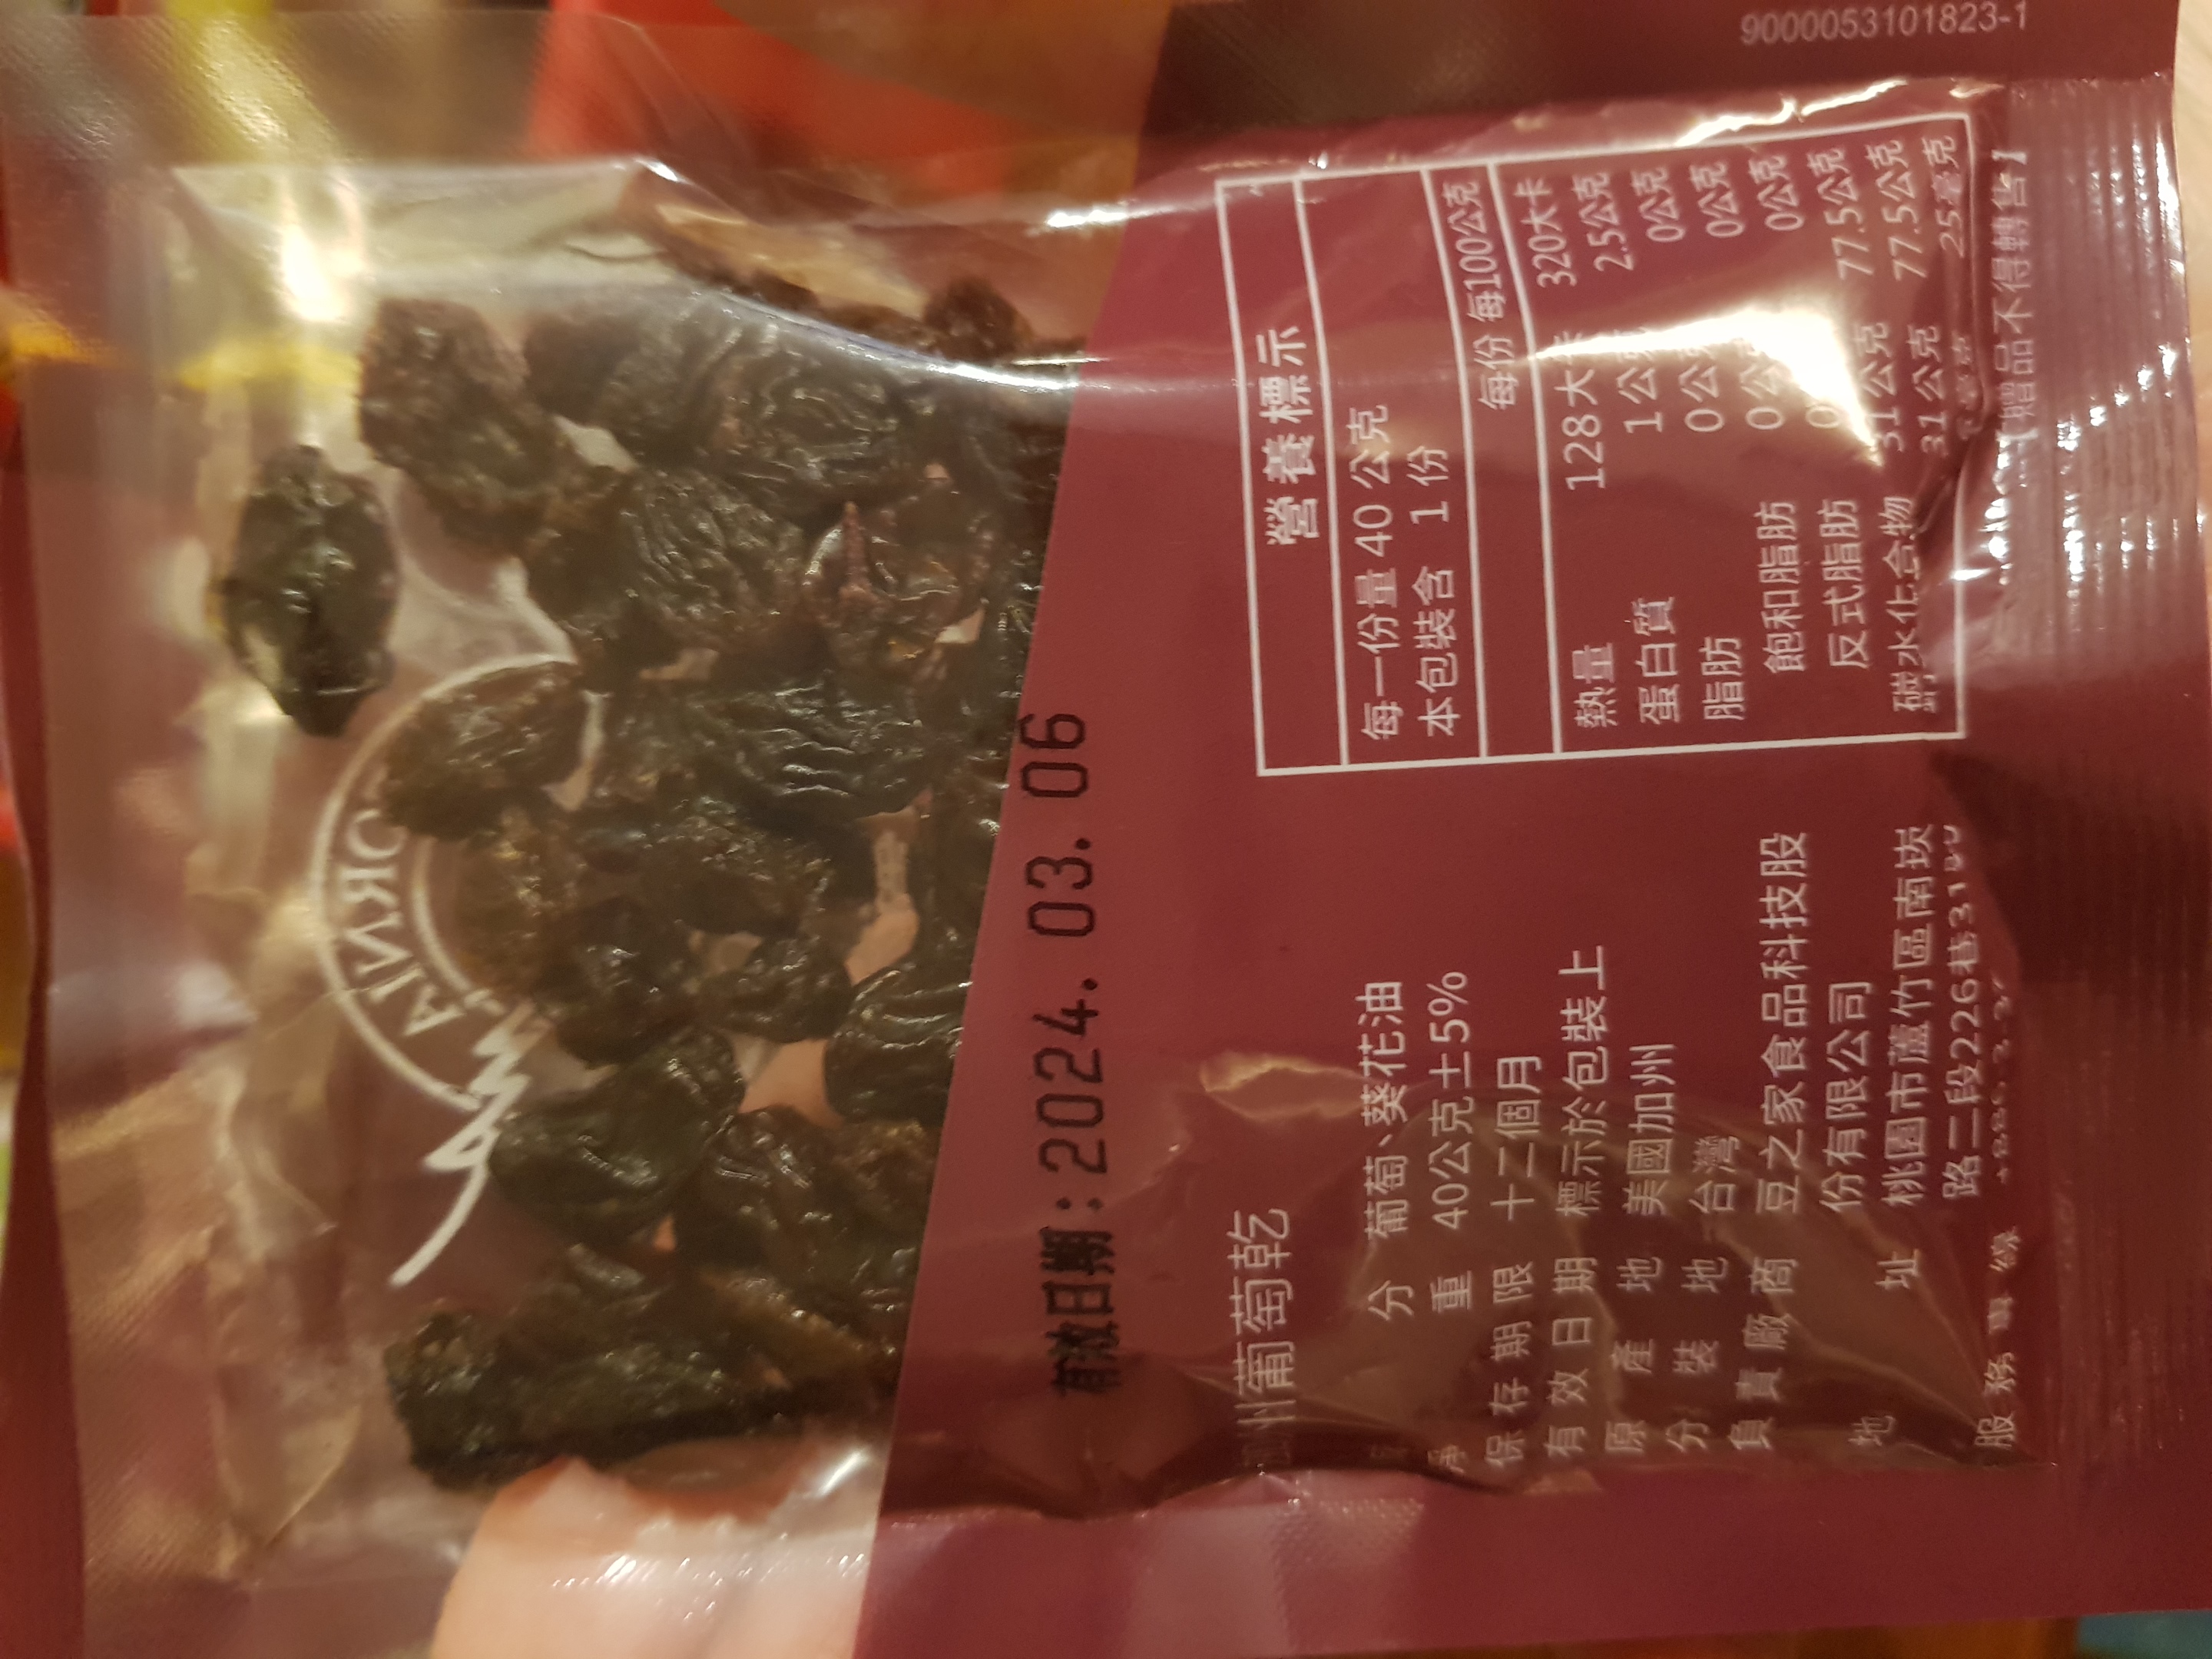 9000053101823-1
有效日期:2024.03.06
加州葡萄乾
成分 葡萄、葵花油
淨重 40公克±5%
保存期限 十二個月
有效日期 標示於包裝上
原產地 美國加州
分裝地 台灣
負責廠商 豆之家食品科技股
份有限公司
地址 桃園市蘆竹區南崁
路二段226巷
服務專線
營養標示
每一份量 40 公克
本包裝含 1 份
每份 每100公克
熱量 128大卡 320大卡
蛋白質 1公克 2.5公克
脂肪 0公克 0公克
飽和脂肪 0公克 0公克
反式脂肪 0公克
碳水化合物 31公克 77.5公克
31公克 77.5公克
25毫克
【贈品不得轉售】